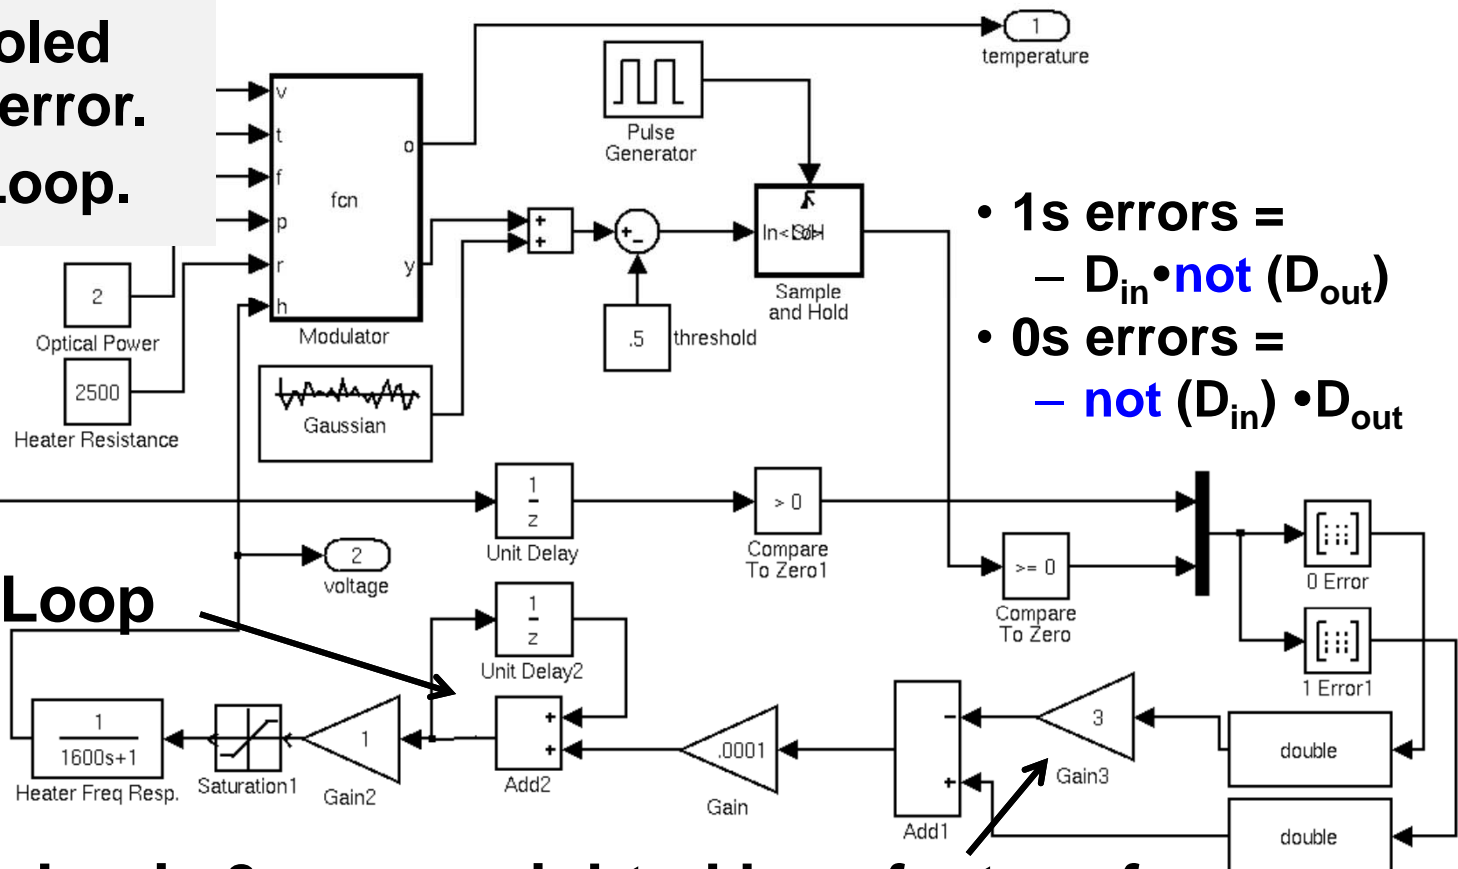 oled
error.
Loop.
v
t
f
p
r
h
fcn
o
y
Modulator
1
temperature
Pulse
Generator
2
Optical Power
2500
Heater Resistance
Gaussian
+
+
+
-
.5
threshold
Sample
and Hold
• 1s errors =
– Din•not (Dout)
• 0s errors =
– not (Din) •Dout
1
z
Unit Delay
> 0
Compare
To Zero1
>= 0
Compare
To Zero
0 Error
1 Error1
2
voltage
Loop
1
z
Unit Delay2
1
1600s+1
Heater Freq Resp.
Saturation1
1
Gain2
+
+
Add2
.0001
Gain
-
+
Add1
3
Gain3
double
double